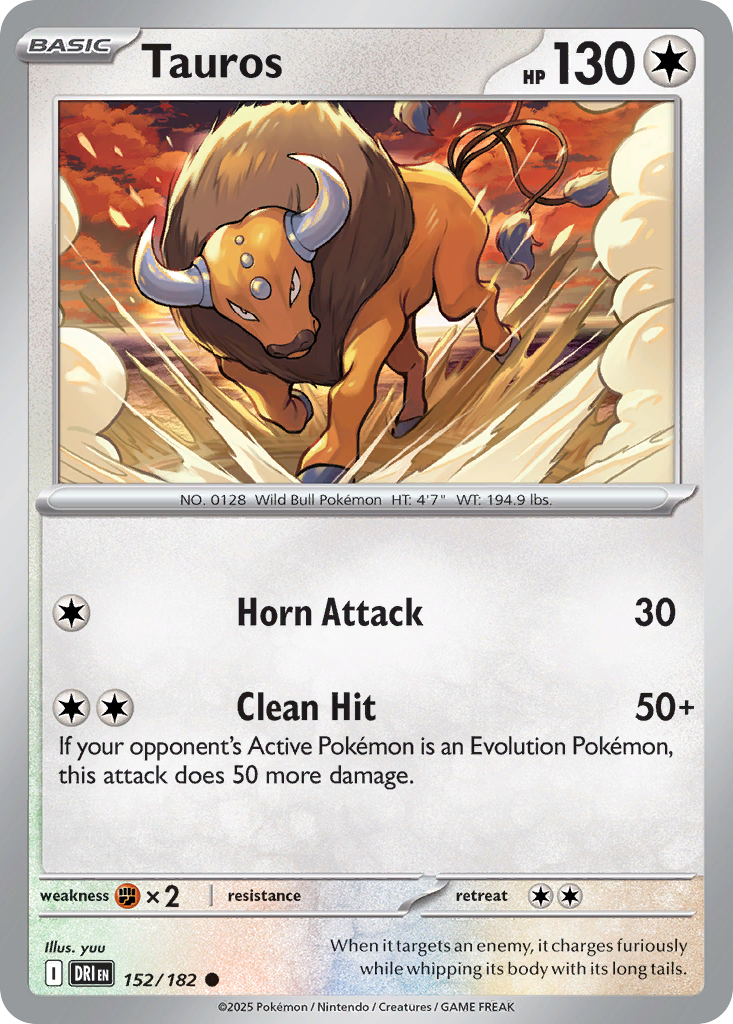 BASIC
Tauros
HP 130
NO. 0128 Wild Bull Pokémon HT: 4'7" WT: 194.9 lbs.
Horn Attack 30
Clean Hit 50+
If your opponent's Active Pokémon is an Evolution Pokémon,
this attack does 50 more damage.
weakness ×2 resistance retreat
Illus. yuu
When it targets an enemy, it charges furiously
while whipping its body with its long tails.
I DRI EN 152/182
©2025 Pokémon / Nintendo / Creatures / GAME FREAK